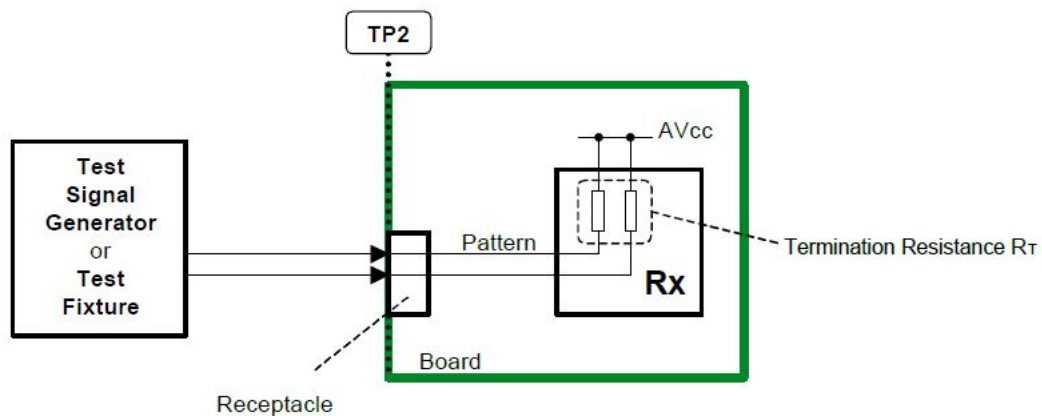 TP2
AVcc
Test
Signal
Generator
or
Test
Fixture
Pattern
Termination Resistance RT
Rx
Board
Receptacle